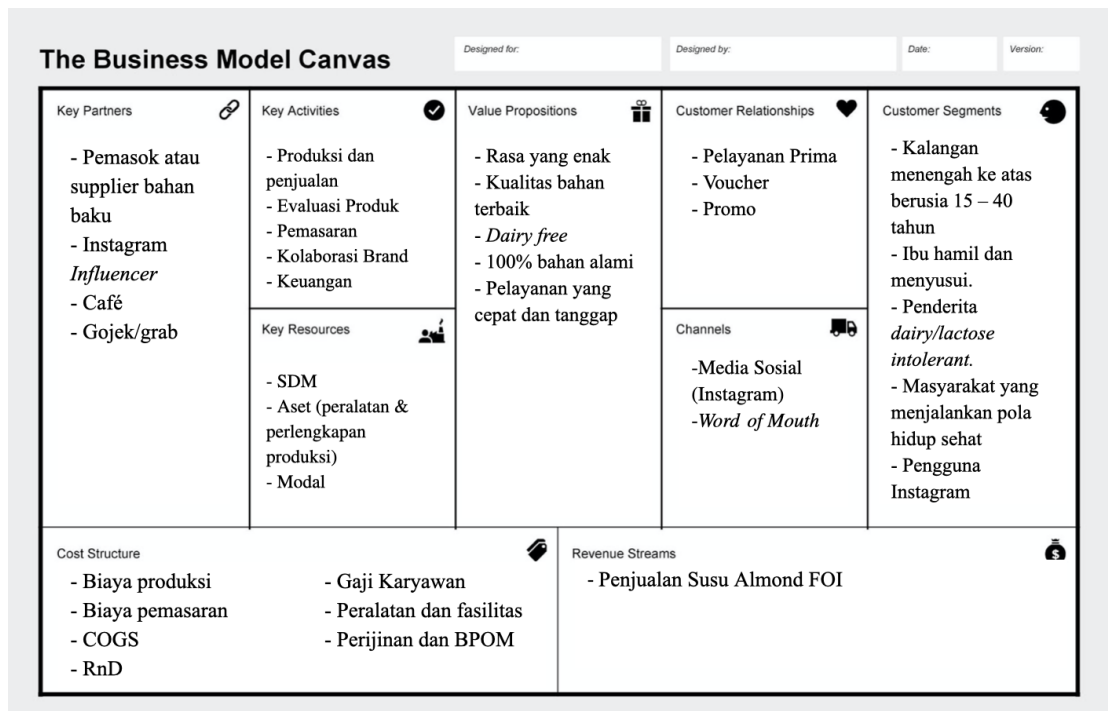 The Business Model Canvas
Designed for:
Designed by:
Date:
Version:
Key Partners
- Pemasok atau
supplier bahan
baku
- Instagram
Influencer
- Café
- Gojek/grab
Key Activities
- Produksi dan
penjualan
- Evaluasi Produk
- Pemasaran
- Kolaborasi Brand
- Keuangan
Key Resources
- SDM
- Aset (peralatan &
perlengkapan
produksi)
- Modal
Value Propositions
- Rasa yang enak
- Kualitas bahan
terbaik
- Dairy free
- 100% bahan alami
- Pelayanan yang
cepat dan tanggap
Customer Relationships
- Pelayanan Prima
- Voucher
- Promo
Channels
-Media Sosial
(Instagram)
-Word of Mouth
Customer Segments
- Kalangan
menengah ke atas
berusia 15 – 40
tahun
- Ibu hamil dan
menyusui.
- Penderita
dairy/lactose
intolerant.
- Masyarakat yang
menjalankan pola
hidup sehat
- Pengguna
Instagram
Cost Structure
- Biaya produksi
- Biaya pemasaran
- COGS
- RnD
- Gaji Karyawan
- Peralatan dan fasilitas
- Perijinan dan BPOM
Revenue Streams
- Penjualan Susu Almond FOI
$